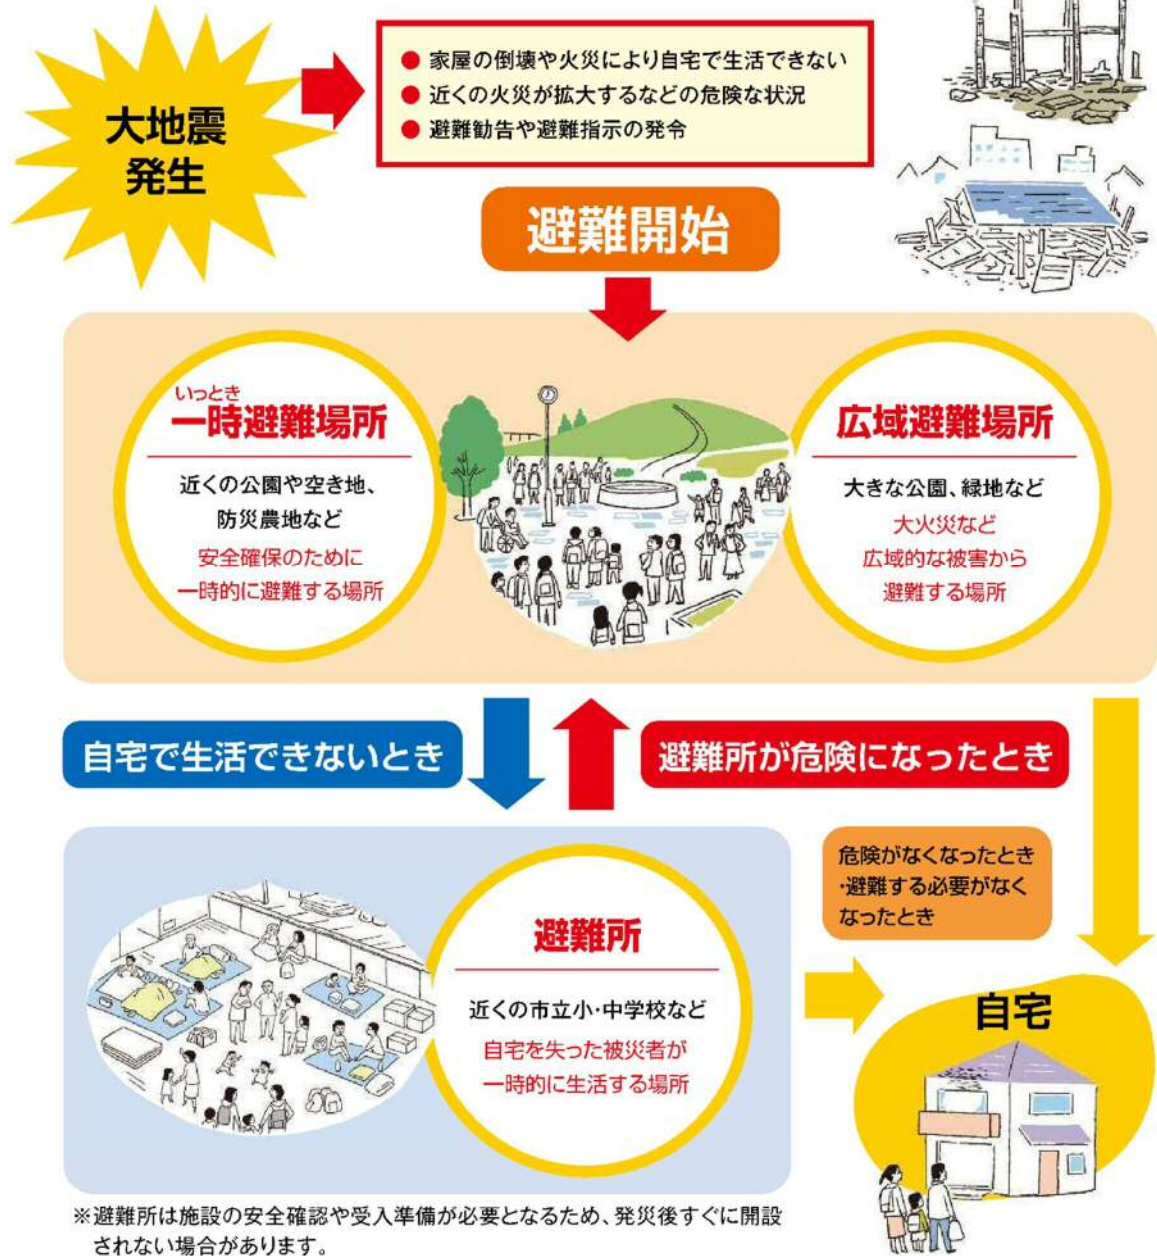 大地震
発生
● 家屋の倒壊や火災により自宅で生活できない
● 近くの火災が拡大するなどの危険な状況
● 避難勧告や避難指示の発令
避難開始
いっとき
一時避難場所
近くの公園や空き地、
防災農地など
安全確保のために
一時的に避難する場所
広域避難場所
大きな公園、緑地など
大火災など
広域的な被害から
避難する場所
自宅で生活できないとき
避難所が危険になったとき
危険がなくなったとき
・避難する必要がなく
なったとき
避難所
近くの市立小・中学校など
自宅を失った被災者が
一時的に生活する場所
自宅
※避難所は施設の安全確認や受入準備が必要となるため、発災後すぐに開設
されない場合があります。